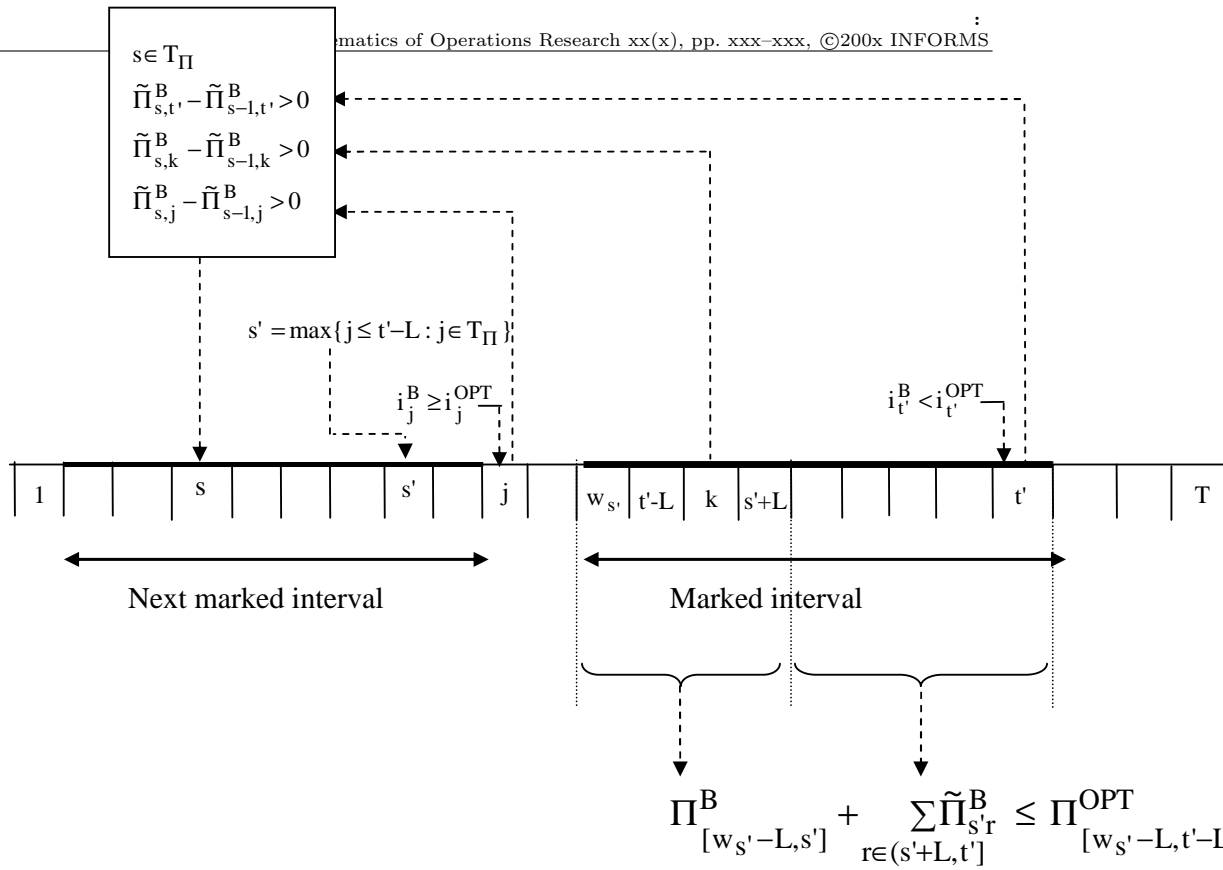 :
ematics of Operations Research xx(x), pp. xxx–xxx, ©200x INFORMS
s∈ T_Π
Π̃^B_{s,t'} − Π̃^B_{s−1,t'} >0
Π̃^B_{s,k} − Π̃^B_{s−1,k} >0
Π̃^B_{s,j} − Π̃^B_{s−1,j} >0
s' = max{j ≤ t'−L : j∈ T_Π}
i^B_j ≥ i^OPT_j
i^B_{t'} < i^OPT_{t'}
1 s s' j w_{s'} t'-L k s'+L t' T
Next marked interval Marked interval
Π^B_{[w_{s'}−L,s']} + ∑_{r∈(s'+L,t']} Π̃^B_{s'r} ≤ Π^OPT_{[w_{s'}−L,t'−L